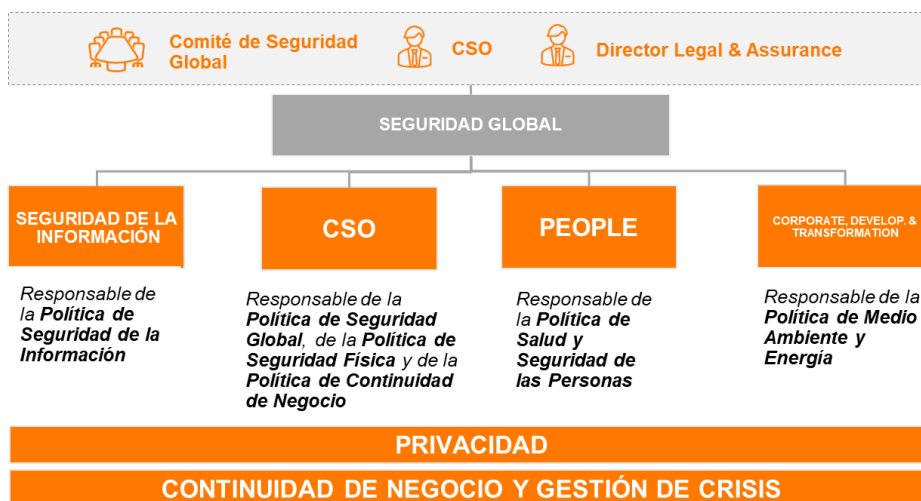 Comité de Seguridad
Global
CSO
Director Legal & Assurance
SEGURIDAD GLOBAL
SEGURIDAD DE LA
INFORMACIÓN
CSO
PEOPLE
CORPORATE, DEVELOP. &
TRANSFORMATION
Responsable de
la Política de
Seguridad de la
Información
Responsable de la
Política de Seguridad
Global, de la Política de
Seguridad Física y de la
Política de Continuidad
de Negocio
Responsable de
la Política de
Salud y
Seguridad de
las Personas
Responsable de la
Política de Medio
Ambiente y
Energía
PRIVACIDAD
CONTINUIDAD DE NEGOCIO Y GESTIÓN DE CRISIS